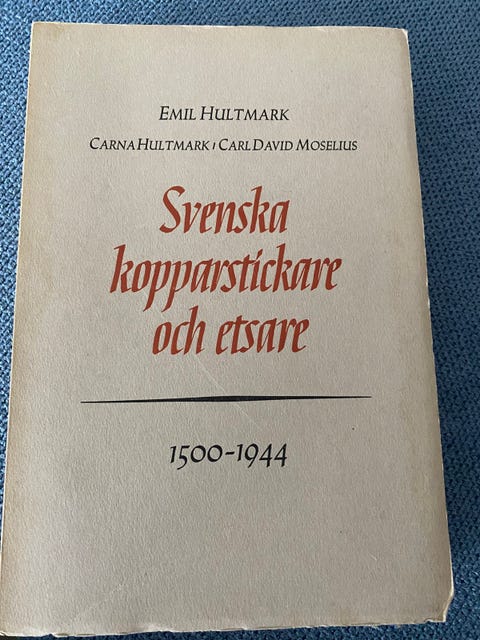 EMIL HULTMARK
CARNA HULTMARK / CARL DAVID MOSELIUS
Svenska
kopparstickare
och etsare
1500-1944